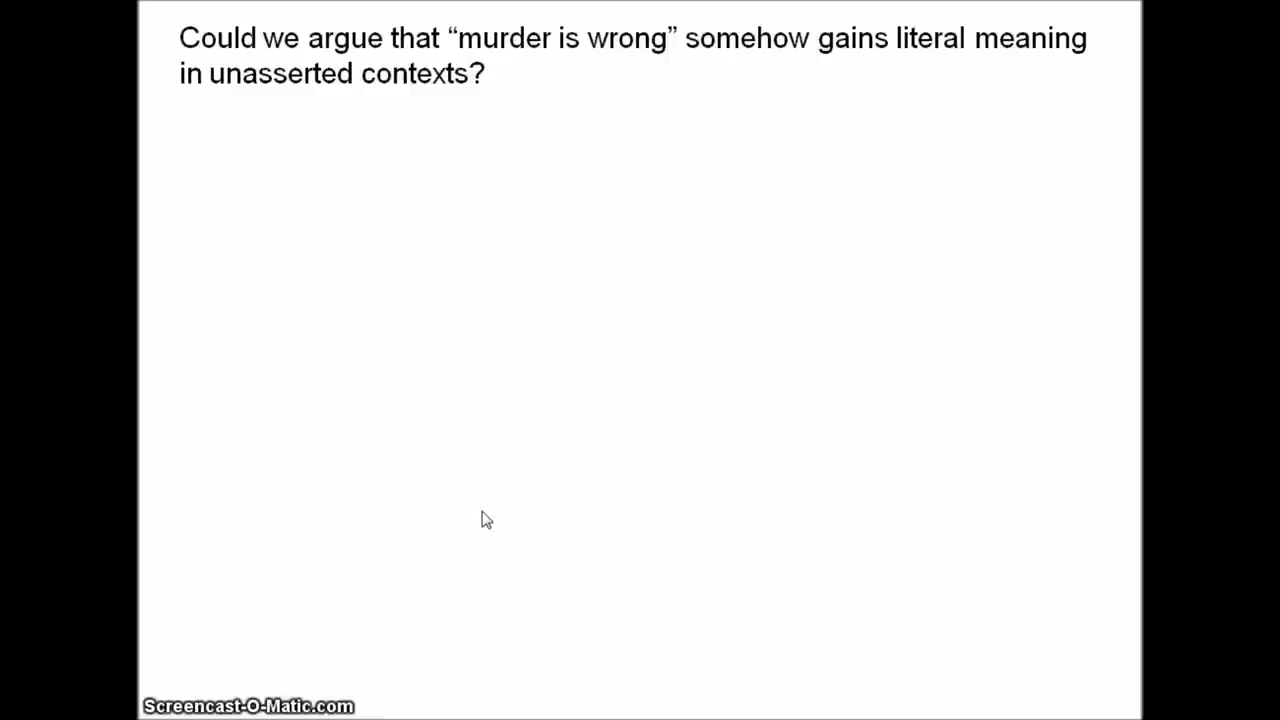 Could we argue that “murder is wrong” somehow gains literal meaning
in unasserted contexts?
Screencast-O-Matic.com